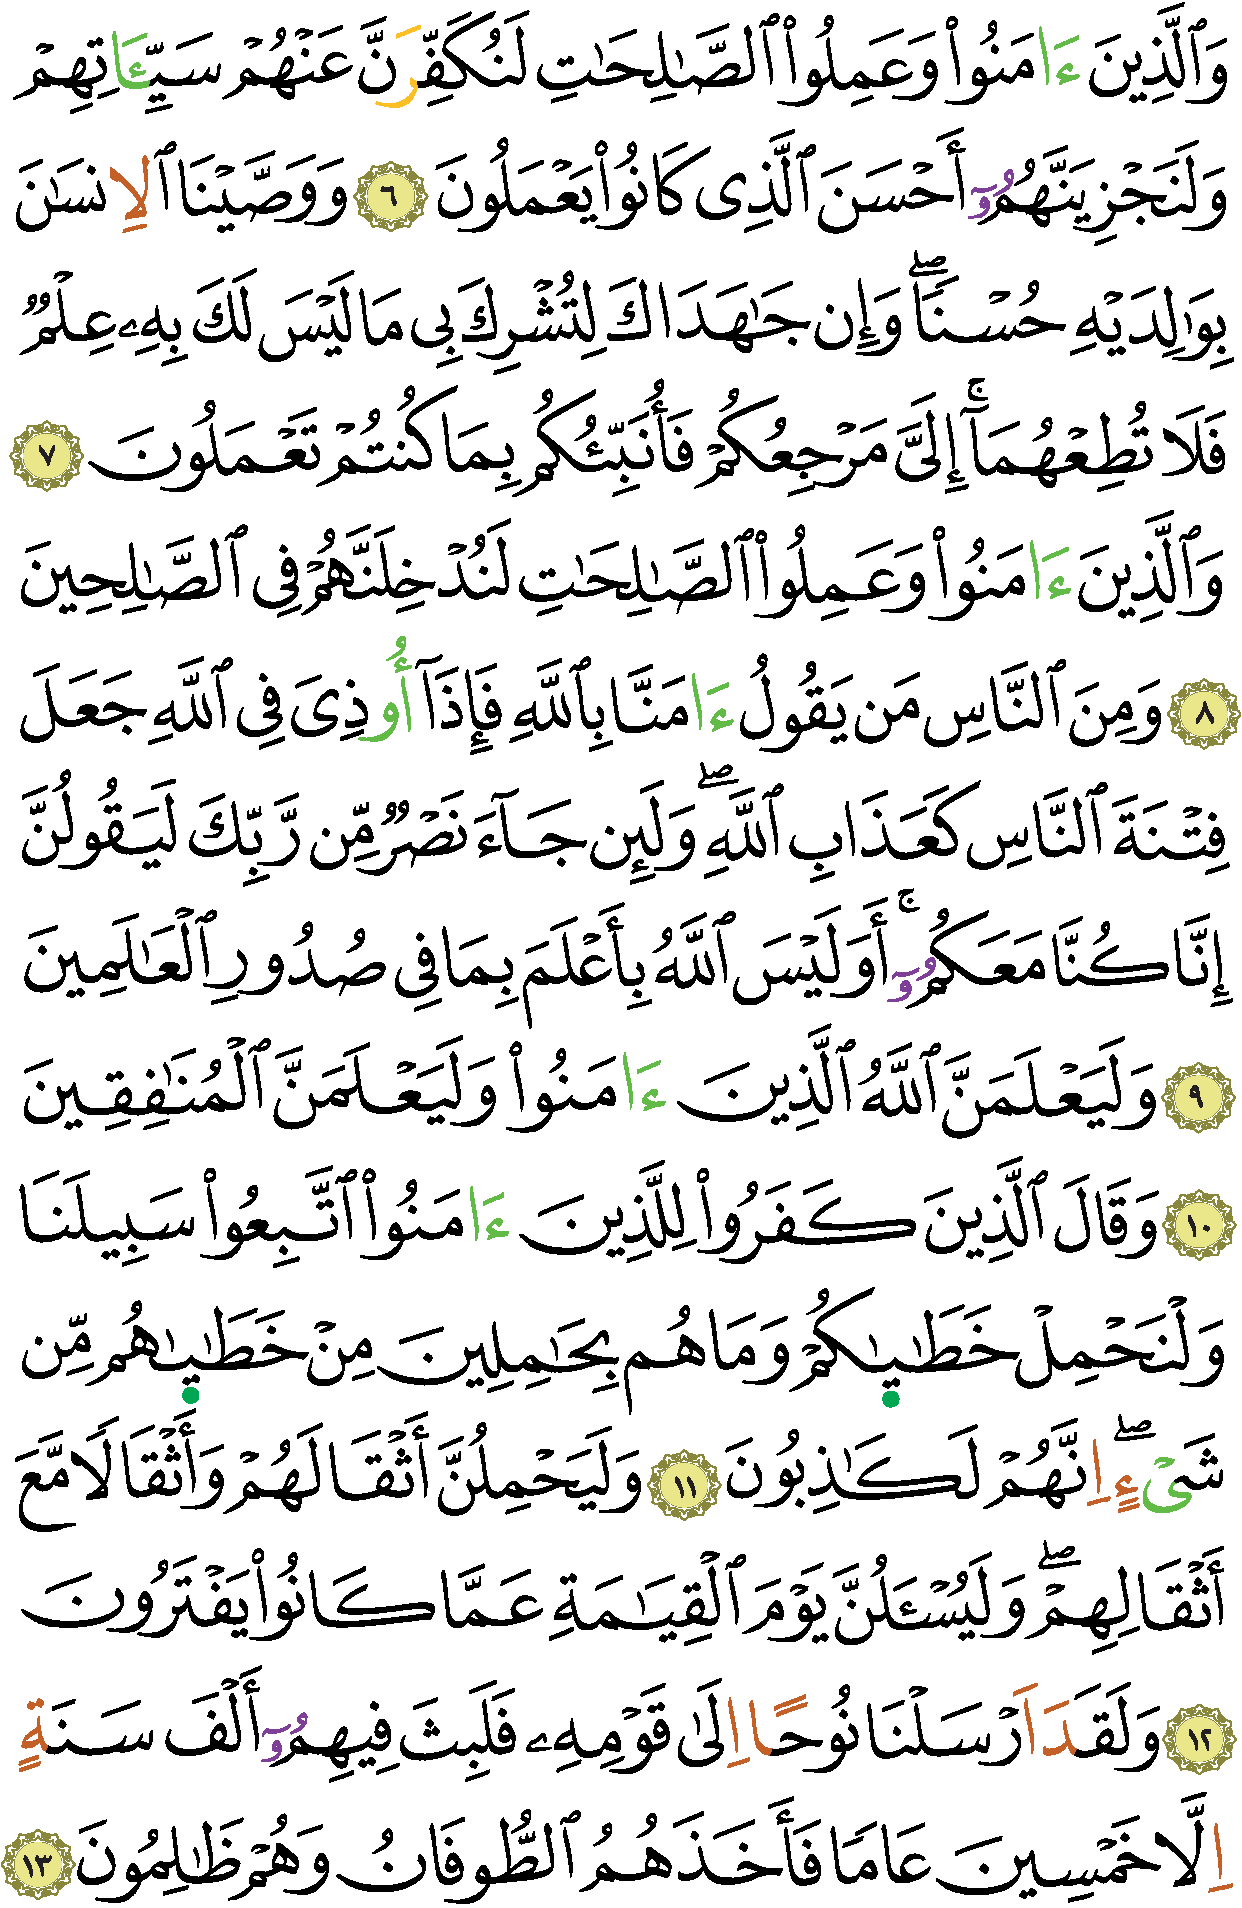 وَٱلَّذِينَ ءَامَنُوا۟ وَعَمِلُوا۟ ٱلصَّٰلِحَٰتِ لَنُكَفِّرَنَّ عَنْهُمْ سَيِّـَٔاتِهِمْ
وَلَنَجْزِيَنَّهُمُۥٓ أَحْسَنَ ٱلَّذِى كَانُوا۟ يَعْمَلُونَ ٦ وَوَصَّيْنَا ٱلِانسَٰنَ
بِوَٰلِدَيْهِ حُسْنًاۖ وَإِن جَٰهَدَاكَ لِتُشْرِكَ بِى مَا لَيْسَ لَكَ بِهِۦ عِلْمٌ
فَلَا تُطِعْهُمَآۚ إِلَىَّ مَرْجِعُكُمْ فَأُنَبِّئُكُم بِمَا كُنتُمْ تَعْمَلُونَ ٧
وَٱلَّذِينَ ءَامَنُوا۟ وَعَمِلُوا۟ ٱلصَّٰلِحَٰتِ لَنُدْخِلَنَّهُمْ فِى ٱلصَّٰلِحِينَ
٨ وَمِنَ ٱلنَّاسِ مَن يَقُولُ ءَامَنَّا بِٱللَّهِ فَإِذَآ أُوذِىَ فِى ٱللَّهِ جَعَلَ
فِتْنَةَ ٱلنَّاسِ كَعَذَابِ ٱللَّهِۖ وَلَئِن جَآءَ نَصْرٌ مِّن رَّبِّكَ لَيَقُولُنَّ
إِنَّا كُنَّا مَعَكُمُۥٓۚ أَوَلَيْسَ ٱللَّهُ بِأَعْلَمَ بِمَا فِى صُدُورِ ٱلْعَٰلَمِينَ
٩ وَلَيَعْلَمَنَّ ٱللَّهُ ٱلَّذِينَ ءَامَنُوا۟ وَلَيَعْلَمَنَّ ٱلْمُنَٰفِقِينَ
١٠ وَقَالَ ٱلَّذِينَ كَفَرُوا۟ لِلَّذِينَ ءَامَنُوا۟ ٱتَّبِعُوا۟ سَبِيلَنَا
وَلْنَحْمِلْ خَطَٰيَٰكُمْ وَمَا هُم بِحَٰمِلِينَ مِنْ خَطَٰيَٰهُم مِّن
شَىْءٍۖ اِنَّهُمْ لَكَٰذِبُونَ ١١ وَلَيَحْمِلُنَّ أَثْقَالَهُمْ وَأَثْقَالًا مَّعَ
أَثْقَالِهِمْۖ وَلَيُسْـَٔلُنَّ يَوْمَ ٱلْقِيَٰمَةِ عَمَّا كَانُوا۟ يَفْتَرُونَ
١٢ وَلَقَدَ ارْسَلْنَا نُوحًا اِلَىٰ قَوْمِهِۦ فَلَبِثَ فِيهِمُۥٓ أَلْفَ سَنَةٍ
اِلَّا خَمْسِينَ عَامًا فَأَخَذَهُمُ ٱلطُّوفَانُ وَهُمْ ظَٰلِمُونَ ١٣